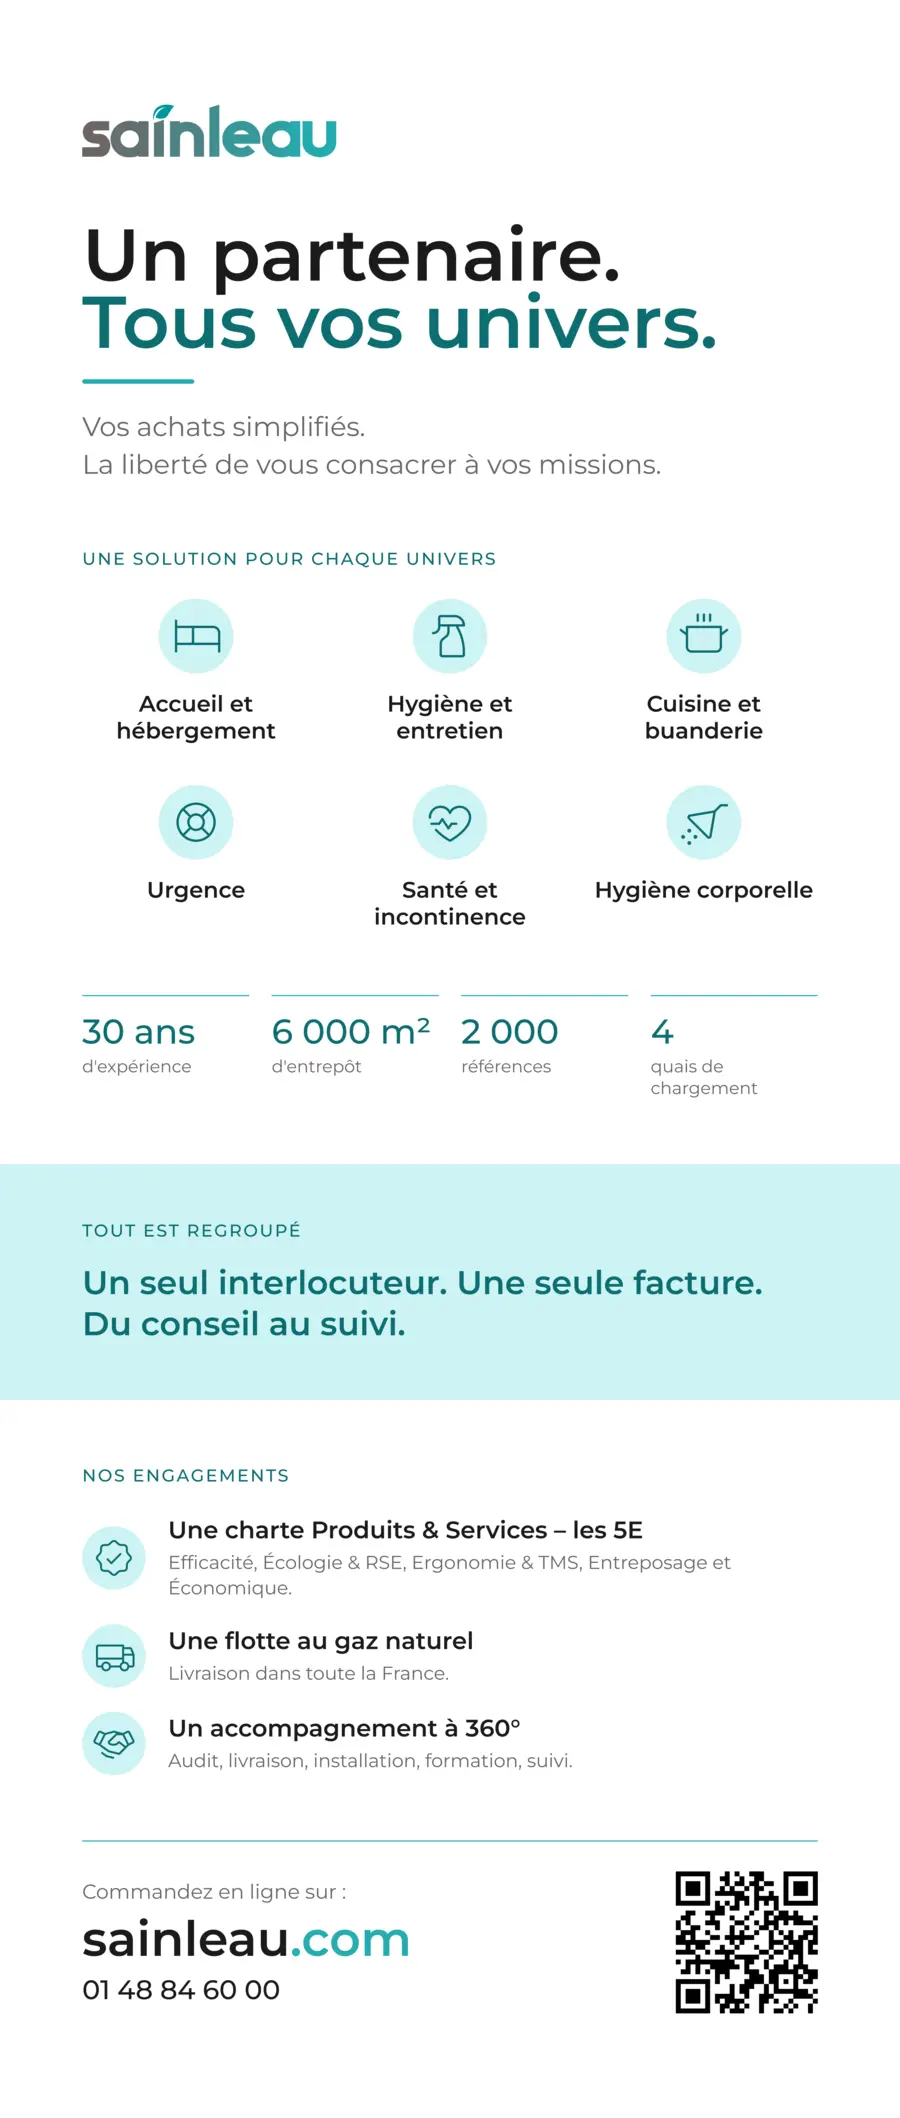 sainleau
Un partenaire.
Tous vos univers.
Vos achats simplifiés.
La liberté de vous consacrer à vos missions.
UNE SOLUTION POUR CHAQUE UNIVERS
Accueil et
hébergement
Hygiène et
entretien
Cuisine et
buanderie
Urgence
Santé et
incontinence
Hygiène corporelle
30 ans
d'expérience
6 000 m²
d'entrepôt
2 000
références
4
quais de
chargement
TOUT EST REGROUPÉ
Un seul interlocuteur. Une seule facture.
Du conseil au suivi.
NOS ENGAGEMENTS
Une charte Produits & Services – les 5E
Efficacité, Écologie & RSE, Ergonomie & TMS, Entreposage et
Économique.
Une flotte au gaz naturel
Livraison dans toute la France.
Un accompagnement à 360°
Audit, livraison, installation, formation, suivi.
Commandez en ligne sur :
sainleau.com
01 48 84 60 00